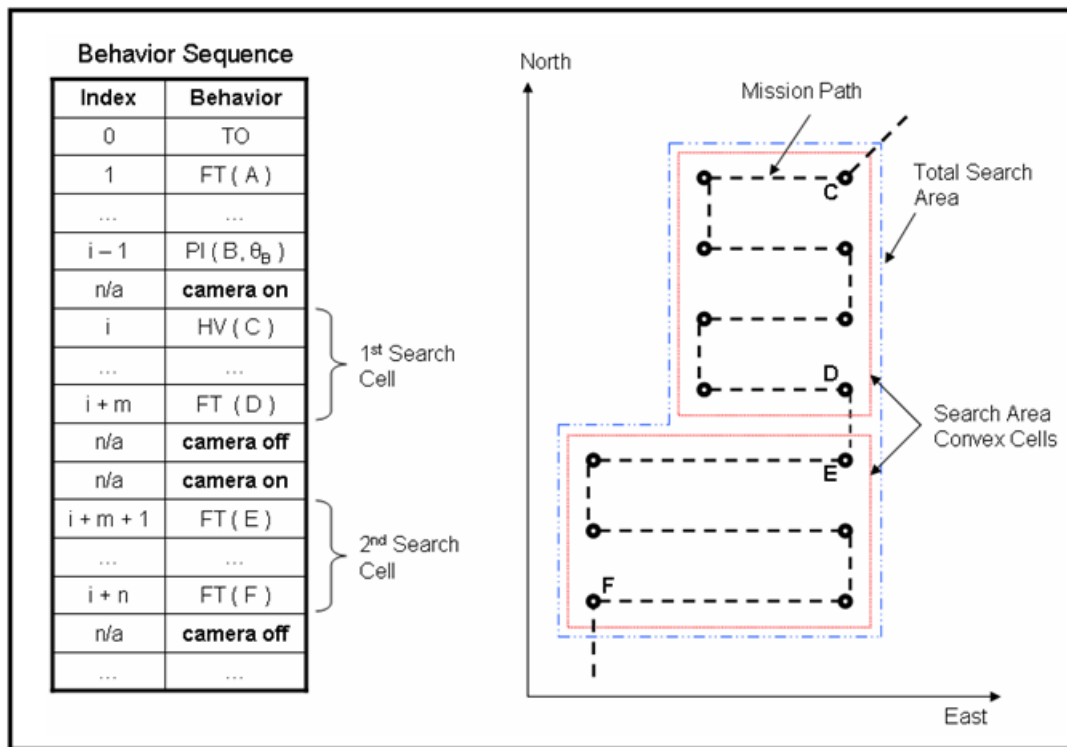 Behavior Sequence
Index Behavior
0 TO
1 FT ( A )
... ...
i – 1 PI ( B, θB )
n/a camera on
i HV ( C )
... ...
i + m FT ( D )
n/a camera off
n/a camera on
i + m + 1 FT ( E )
... ...
i + n FT ( F )
n/a camera off
... ...
1st Search
Cell
2nd Search
Cell
North
Mission Path
C
Total Search
Area
D
Search Area
Convex Cells
E
F
East